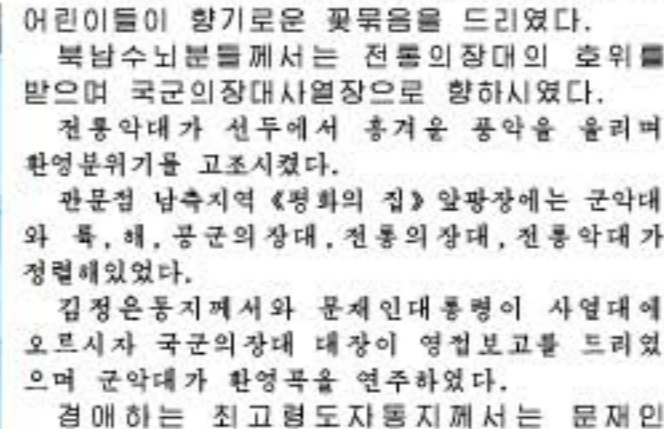 어린이들이 향기로운 꽃묶음을 드리였다.
북남수뇌분들께서는 전통의장대의 호위를
받으며 국군의장대사열장으로 향하시였다.
전통악대가 선두에서 흥겨운 풍악을 울리며
환영분위기를 고조시켰다.
판문점 남측지역 《평화의 집》 앞광장에는 군악대
와 륙, 해, 공군의장대, 전통의장대, 전통악대가
정렬해있었다.
김정은동지께서와 문재인대통령이 사열대에
오르시자 국군의장대 대장이 영접보고를 드리였
으며 군악대가 환영곡을 연주하였다.
경애하는 최고령도자동지께서는 문재인